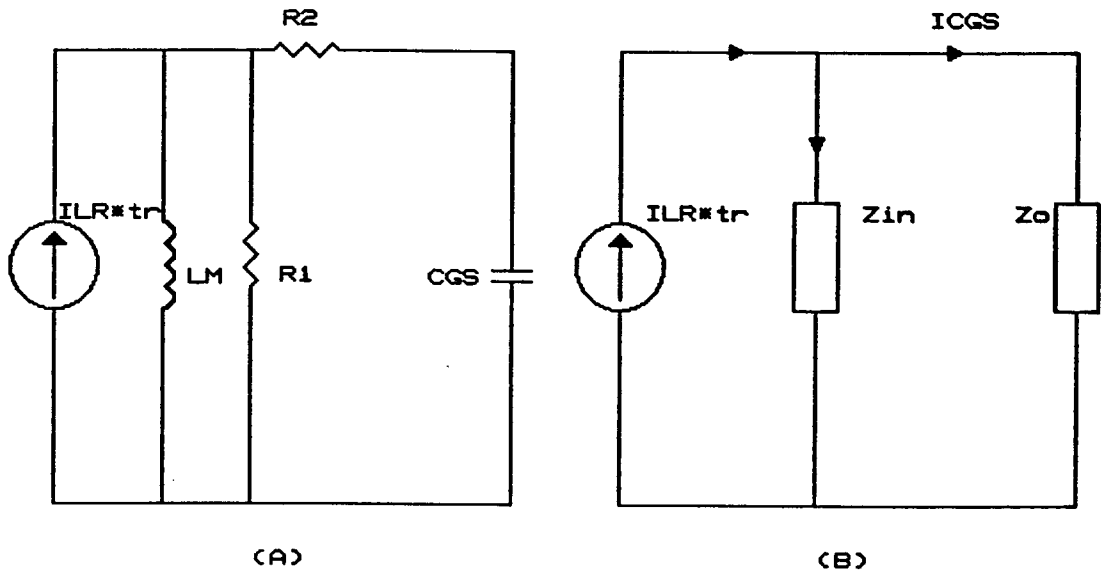 R2
ILR*tr
LM
R1
CGS
(A)
ICGS
ILR*tr
Zin
Zo
(B)